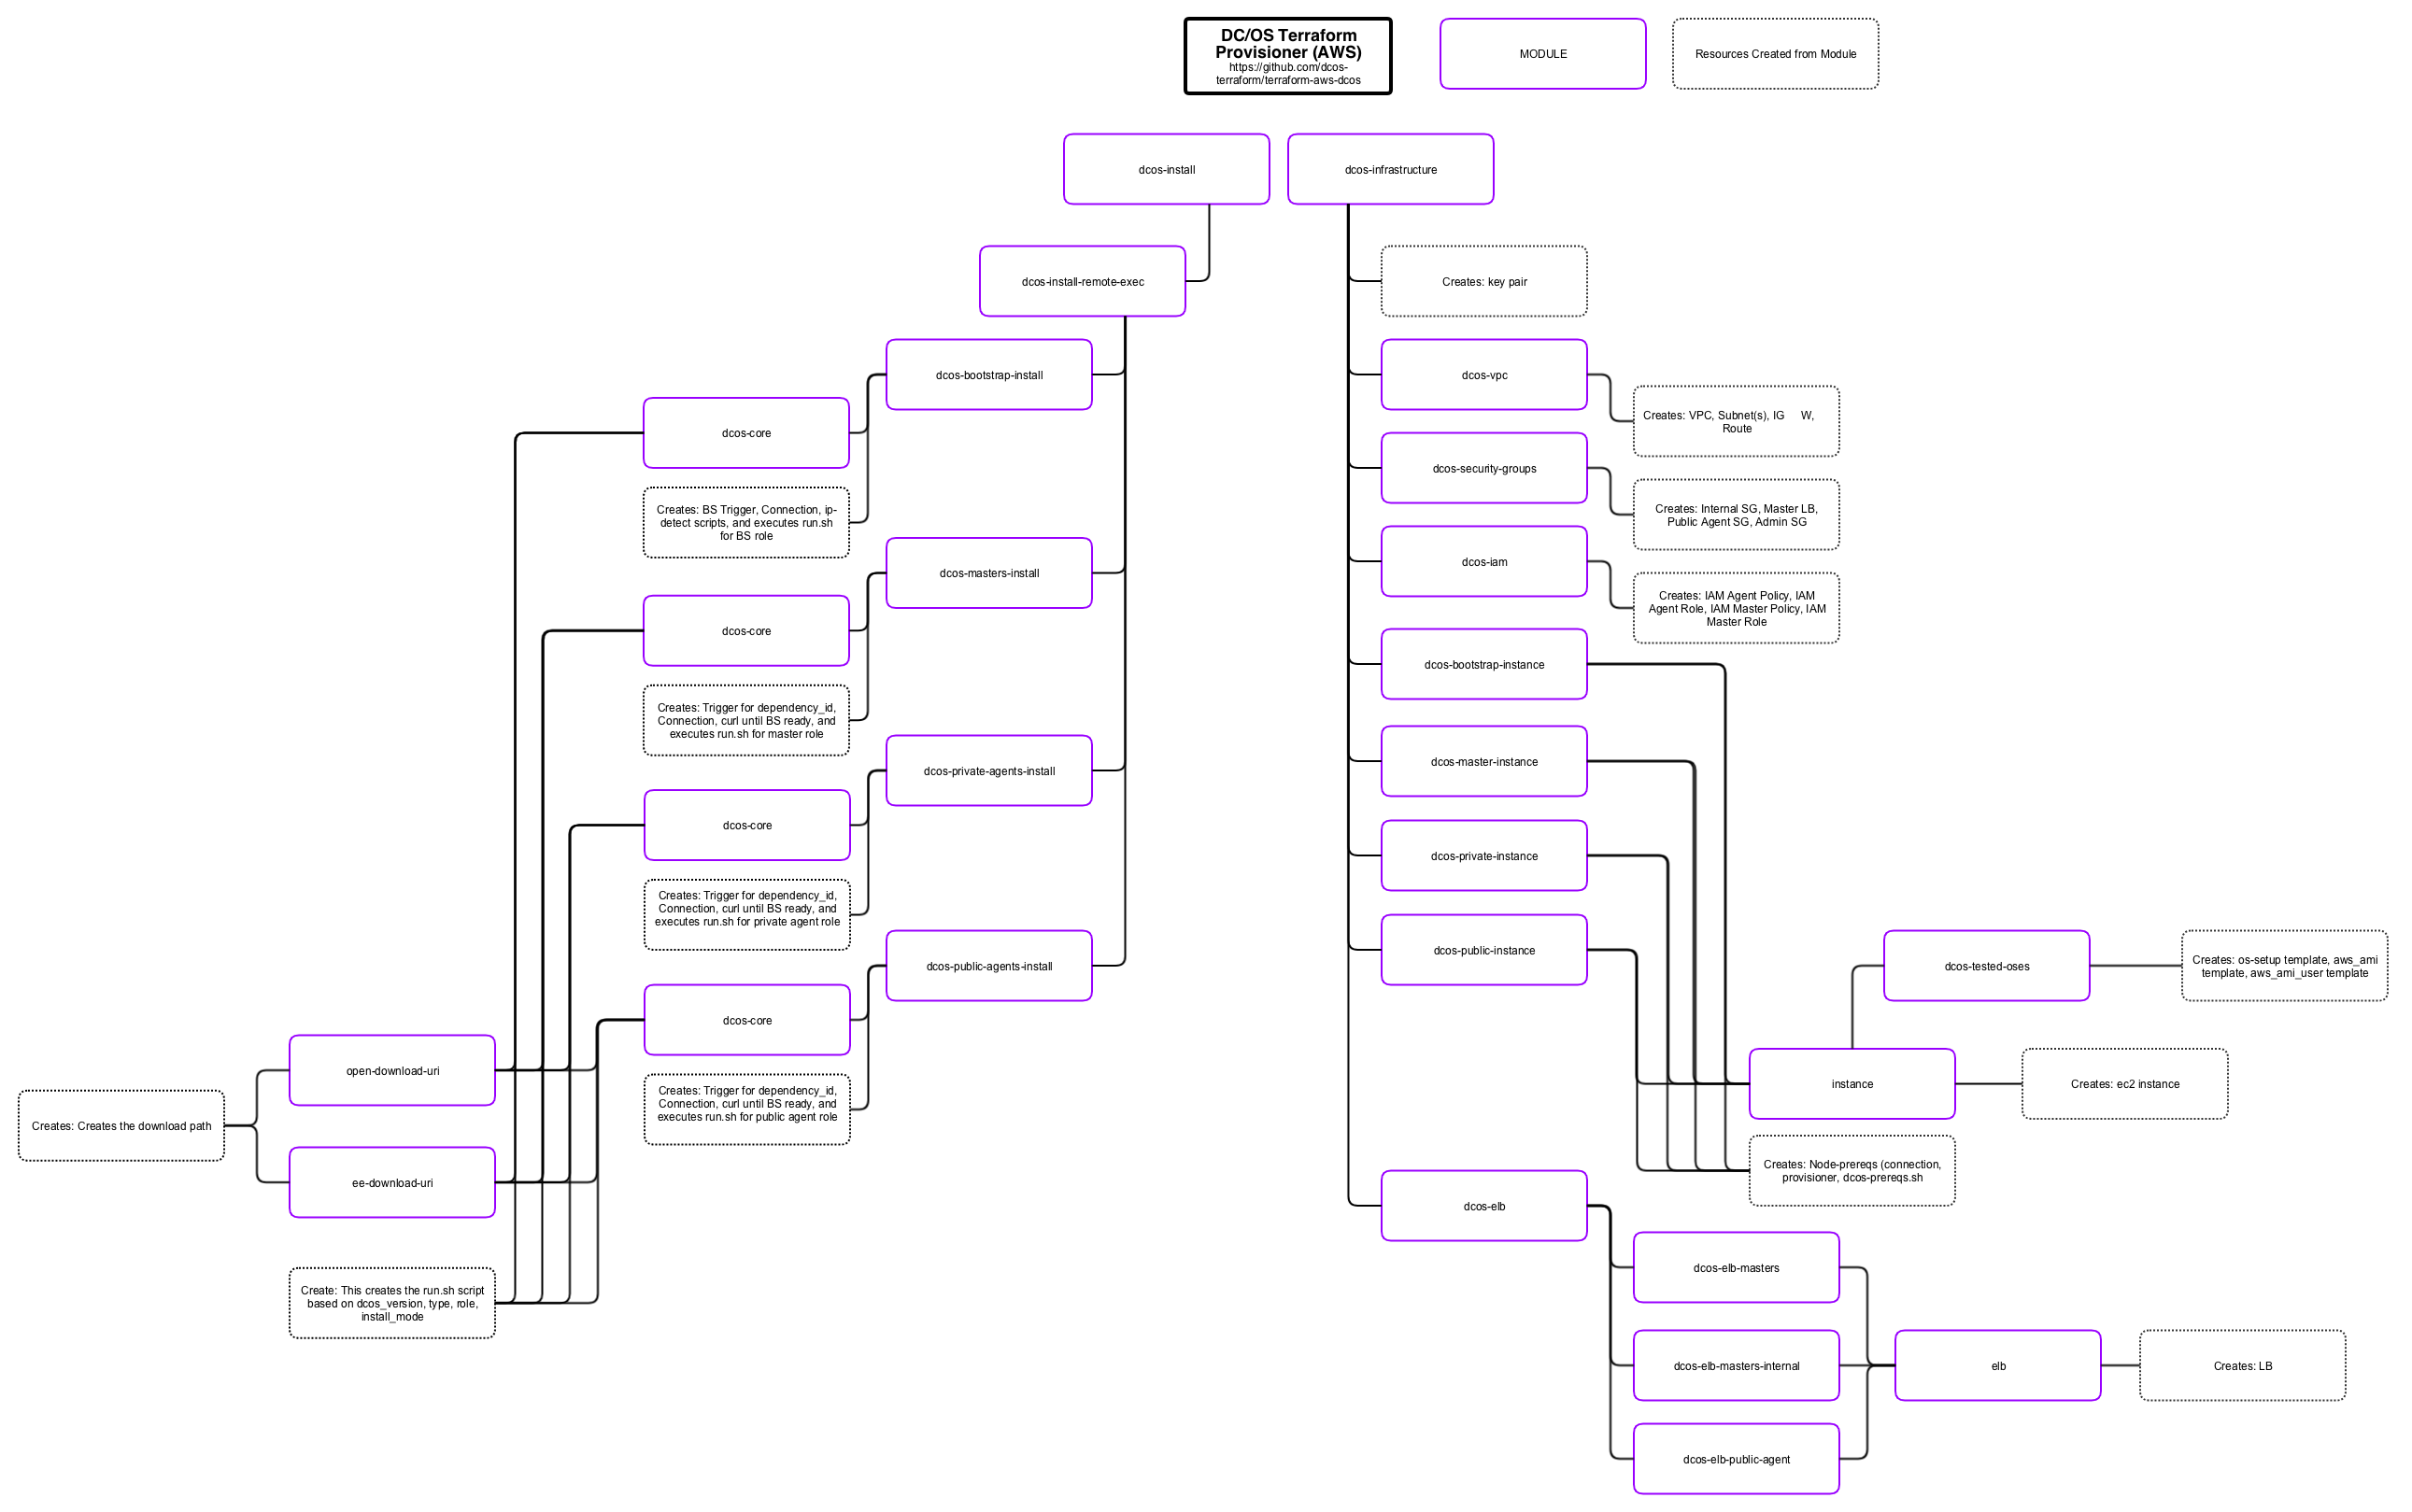 DC/OS Terraform
Provisioner (AWS)
https://github.com/dcos-
terraform/terraform-aws-dcos
MODULE
Resources Created from Module
dcos-install
dcos-infrastructure
dcos-install-remote-exec
Creates: key pair
dcos-bootstrap-install
dcos-vpc
dcos-core
Creates: VPC, Subnet(s), IG W,
Route
dcos-security-groups
Creates: BS Trigger, Connection, ip-
detect scripts, and executes run.sh
for BS role
Creates: Internal SG, Master LB,
Public Agent SG, Admin SG
dcos-masters-install
dcos-iam
dcos-core
Creates: IAM Agent Policy, IAM
Agent Role, IAM Master Policy, IAM
Master Role
dcos-bootstrap-instance
Creates: Trigger for dependency_id,
Connection, curl until BS ready, and
executes run.sh for master role
dcos-private-agents-install
dcos-master-instance
dcos-core
dcos-private-instance
Creates: Trigger for dependency_id,
Connection, curl until BS ready, and
executes run.sh for private agent role
dcos-public-agents-install
dcos-public-instance
dcos-tested-oses
Creates: os-setup template, aws_ami
template, aws_ami_user template
dcos-core
open-download-uri
instance
Creates: ec2 instance
Creates: Trigger for dependency_id,
Connection, curl until BS ready, and
executes run.sh for public agent role
Creates: Creates the download path
ee-download-uri
Creates: Node-prereqs (connection,
provisioner, dcos-prereqs.sh
dcos-elb
dcos-elb-masters
Create: This creates the run.sh script
based on dcos_version, type, role,
install_mode
dcos-elb-masters-internal
elb
Creates: LB
dcos-elb-public-agent